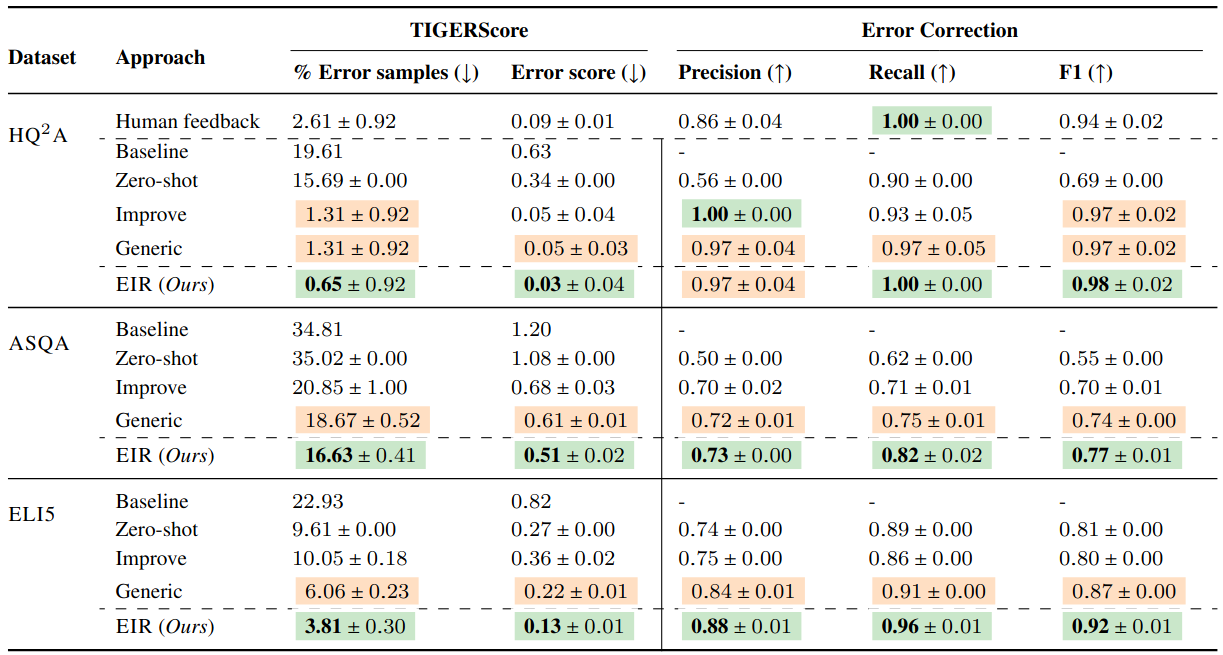 TIGERScore Error Correction
Dataset Approach
% Error samples (↓) Error score (↓) Precision (↑) Recall (↑) F1 (↑)
Human feedback 2.61 ± 0.92 0.09 ± 0.01 0.86 ± 0.04 1.00 ± 0.00 0.94 ± 0.02
HQ²A
Baseline 19.61 0.63 - - -
Zero-shot 15.69 ± 0.00 0.34 ± 0.00 0.56 ± 0.00 0.90 ± 0.00 0.69 ± 0.00
Improve 1.31 ± 0.92 0.05 ± 0.04 1.00 ± 0.00 0.93 ± 0.05 0.97 ± 0.02
Generic 1.31 ± 0.92 0.05 ± 0.03 0.97 ± 0.04 0.97 ± 0.05 0.97 ± 0.02
EIR (Ours) 0.65 ± 0.92 0.03 ± 0.04 0.97 ± 0.04 1.00 ± 0.00 0.98 ± 0.02
Baseline 34.81 1.20 - - -
ASQA
Zero-shot 35.02 ± 0.00 1.08 ± 0.00 0.50 ± 0.00 0.62 ± 0.00 0.55 ± 0.00
Improve 20.85 ± 1.00 0.68 ± 0.03 0.70 ± 0.02 0.71 ± 0.01 0.70 ± 0.01
Generic 18.67 ± 0.52 0.61 ± 0.01 0.72 ± 0.01 0.75 ± 0.01 0.74 ± 0.00
EIR (Ours) 16.63 ± 0.41 0.51 ± 0.02 0.73 ± 0.00 0.82 ± 0.02 0.77 ± 0.01
Baseline 22.93 0.82 - - -
ELI5
Zero-shot 9.61 ± 0.00 0.27 ± 0.00 0.74 ± 0.00 0.89 ± 0.00 0.81 ± 0.00
Improve 10.05 ± 0.18 0.36 ± 0.02 0.75 ± 0.00 0.86 ± 0.00 0.80 ± 0.00
Generic 6.06 ± 0.23 0.22 ± 0.01 0.84 ± 0.01 0.91 ± 0.00 0.87 ± 0.00
EIR (Ours) 3.81 ± 0.30 0.13 ± 0.01 0.88 ± 0.01 0.96 ± 0.01 0.92 ± 0.01